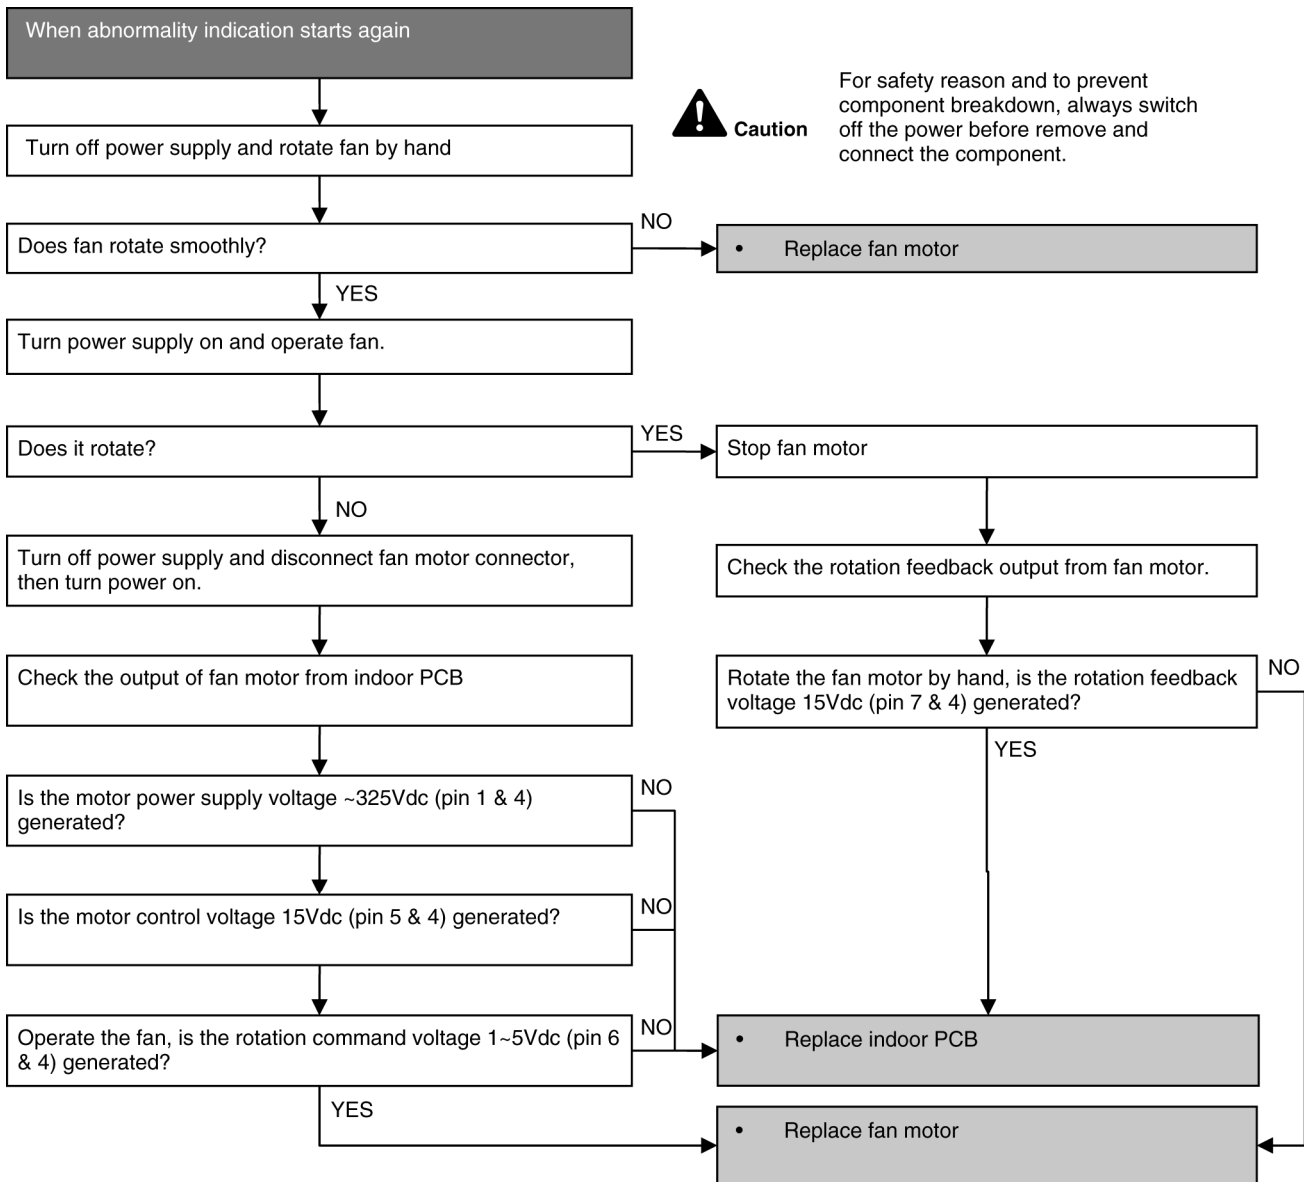 When abnormality indication starts again
For safety reason and to prevent
component breakdown, always switch
off the power before remove and
connect the component.
Caution
Turn off power supply and rotate fan by hand
Does fan rotate smoothly?
NO
• Replace fan motor
YES
Turn power supply on and operate fan.
Does it rotate?
YES
Stop fan motor
NO
Turn off power supply and disconnect fan motor connector,
then turn power on.
Check the rotation feedback output from fan motor.
Check the output of fan motor from indoor PCB
Rotate the fan motor by hand, is the rotation feedback
voltage 15Vdc (pin 7 & 4) generated?
NO
YES
Is the motor power supply voltage ~325Vdc (pin 1 & 4)
generated?
NO
Is the motor control voltage 15Vdc (pin 5 & 4) generated?
NO
Operate the fan, is the rotation command voltage 1~5Vdc (pin 6
& 4) generated?
NO
• Replace indoor PCB
YES
• Replace fan motor